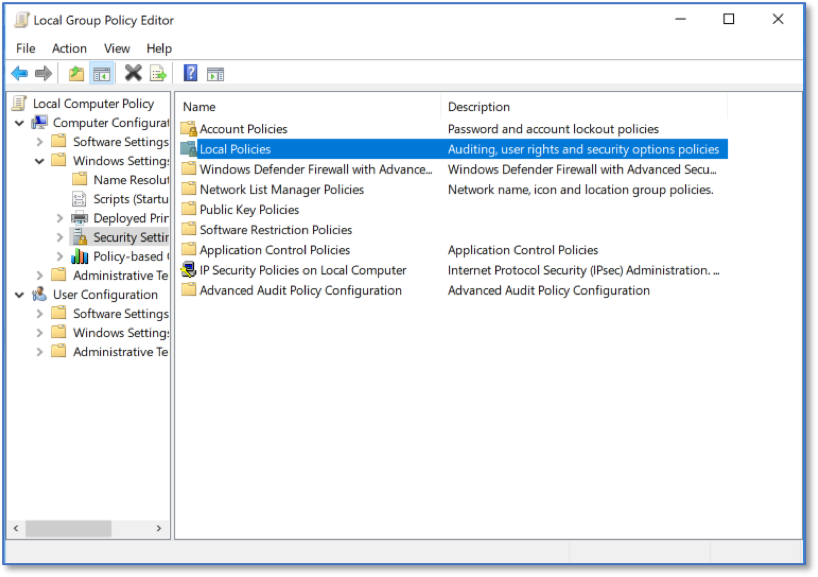 Local Group Policy Editor
File Action View Help
Local Computer Policy
Computer Configurat
Software Settings
Windows Settings
Name Resolut
Scripts (Startu
Deployed Prin
Security Settin
Policy-based
Administrative Te
User Configuration
Software Settings
Windows Settings
Administrative Te
Name Description
Account Policies Password and account lockout policies
Local Policies Auditing, user rights and security options policies
Windows Defender Firewall with Advance... Windows Defender Firewall with Advanced Secu...
Network List Manager Policies Network name, icon and location group policies.
Public Key Policies
Software Restriction Policies
Application Control Policies Application Control Policies
IP Security Policies on Local Computer Internet Protocol Security (IPsec) Administration. ...
Advanced Audit Policy Configuration Advanced Audit Policy Configuration